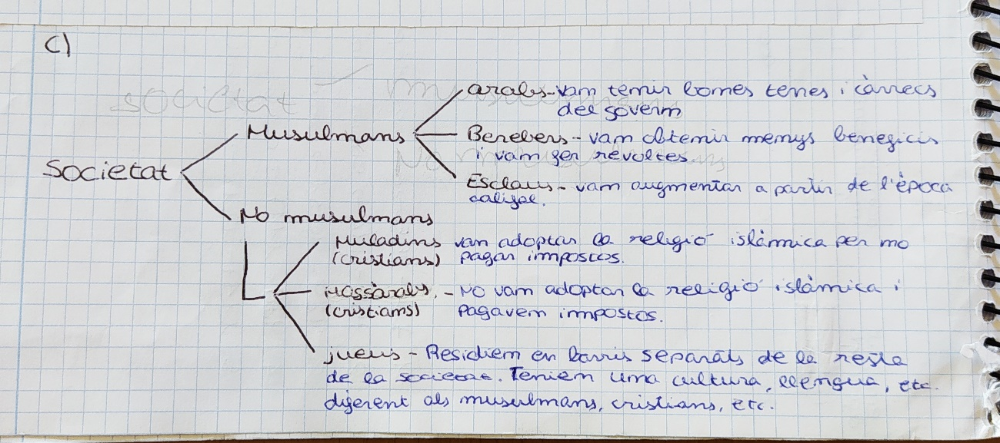 c)
àrabs - vam tenir bones terres i càrrecs
del govern
Musulmans
Berebers - vam obtenir menys beneficis
i vam fer revoltes.
Societat
Esclaus - vam augmentar a partir de l'època
califal.
No musulmans
Muladins van adoptar la religió islàmica per no
(cristians) pagar impostos.
Mossàrabs. - No vam adoptar la religió islàmica i
(cristians) pagavem impostos.
jueus - Residiem en barris separats de la resta
de la societat. Teniem una cultura, llengua, etc.
diferent als musulmans, cristians, etc.